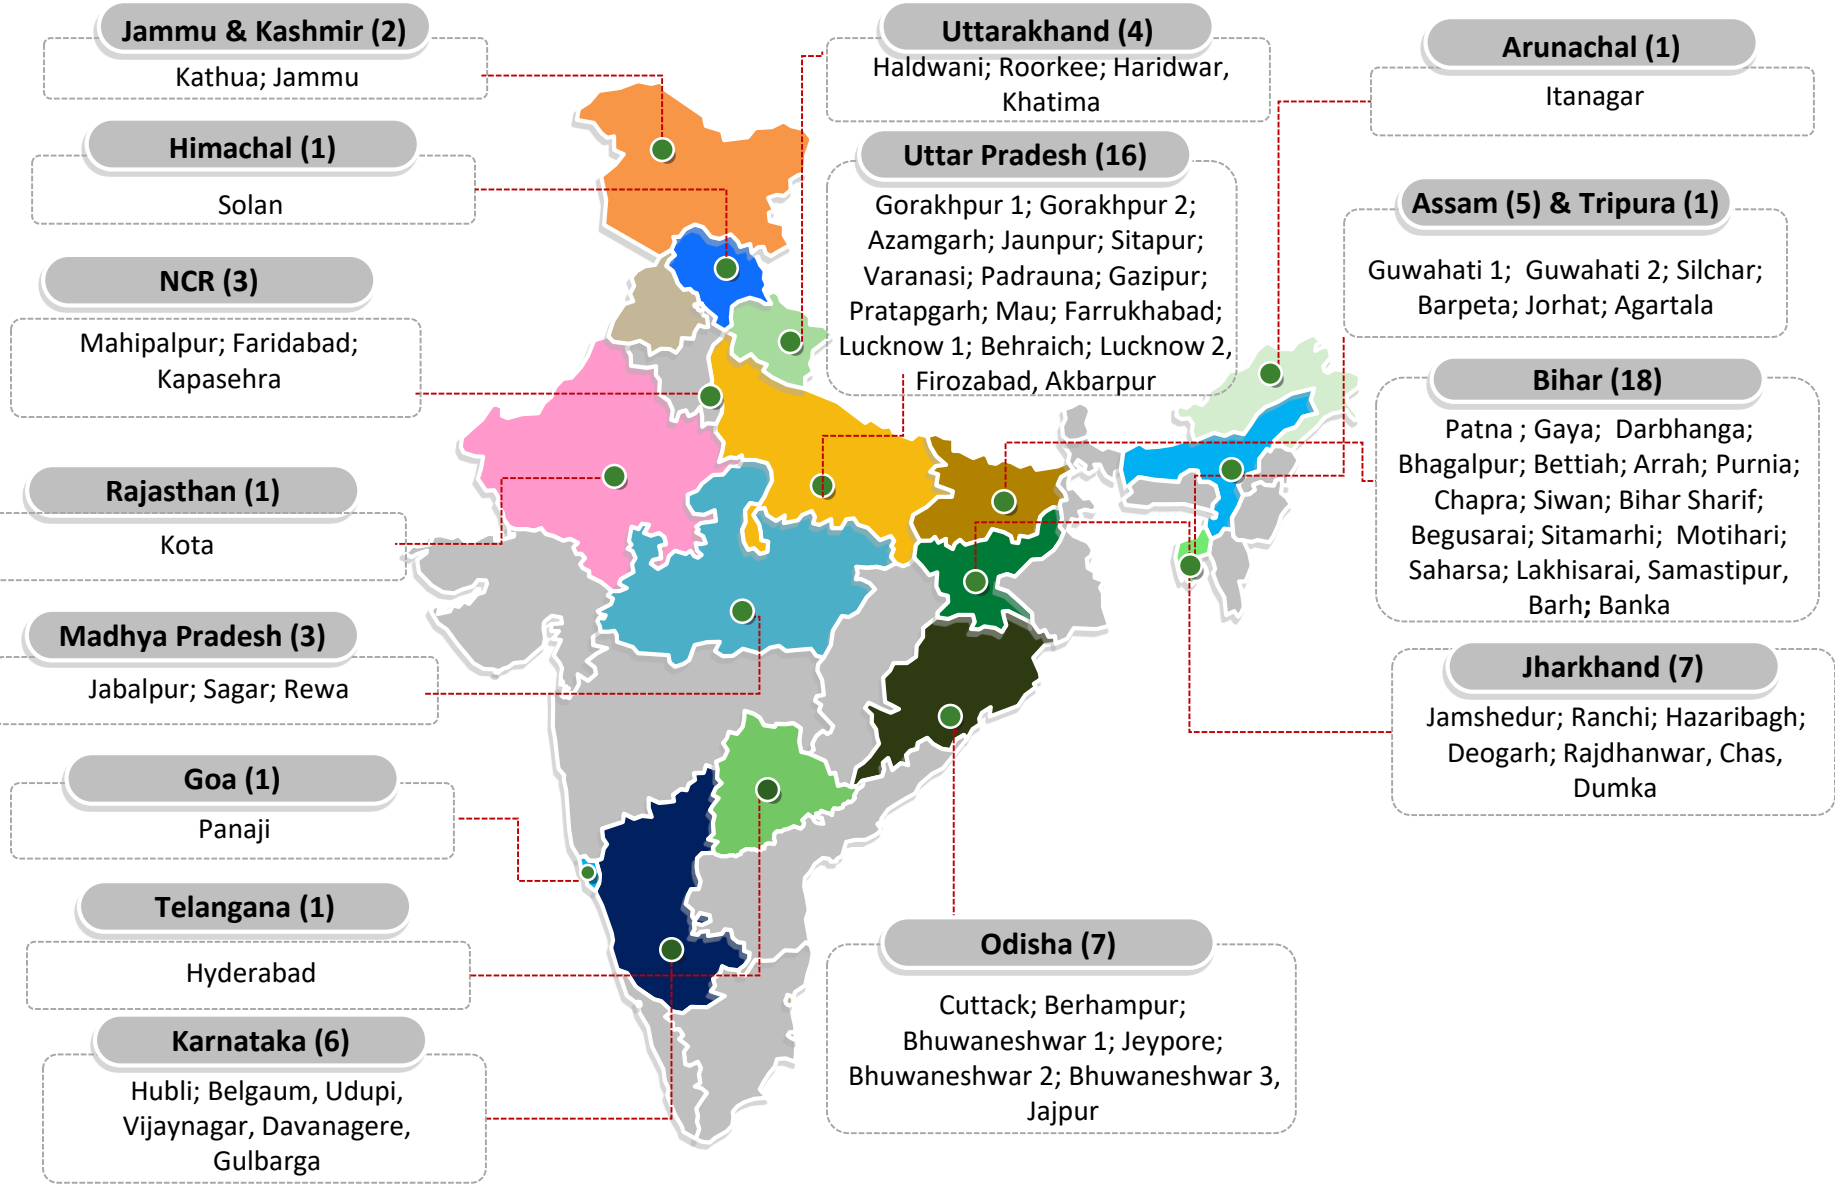 Jammu & Kashmir (2)
Kathua; Jammu
Himachal (1)
Solan
NCR (3)
Mahipalpur; Faridabad;
Kapasehra
Rajasthan (1)
Kota
Madhya Pradesh (3)
Jabalpur; Sagar; Rewa
Goa (1)
Panaji
Telangana (1)
Hyderabad
Karnataka (6)
Hubli; Belgaum, Udupi,
Vijaynagar, Davanagere,
Gulbarga
Uttarakhand (4)
Haldwani; Roorkee; Haridwar,
Khatima
Uttar Pradesh (16)
Gorakhpur 1; Gorakhpur 2;
Azamgarh; Jaunpur; Sitapur;
Varanasi; Padrauna; Gazipur;
Pratapgarh; Mau; Farrukhabad;
Lucknow 1; Behraich; Lucknow 2,
Firozabad, Akbarpur
Odisha (7)
Cuttack; Berhampur;
Bhuwaneshwar 1; Jeypore;
Bhuwaneshwar 2; Bhuwaneshwar 3,
Jajpur
Arunachal (1)
Itanagar
Assam (5) & Tripura (1)
Guwahati 1;  Guwahati 2; Silchar;
Barpeta; Jorhat; Agartala
Bihar (18)
Patna ; Gaya;  Darbhanga;
Bhagalpur; Bettiah; Arrah; Purnia;
Chapra; Siwan; Bihar Sharif;
Begusarai; Sitamarhi;  Motihari;
Saharsa; Lakhisarai, Samastipur,
Barh; Banka
Jharkhand (7)
Jamshedur; Ranchi; Hazaribagh;
Deogarh; Rajdhanwar, Chas,
Dumka